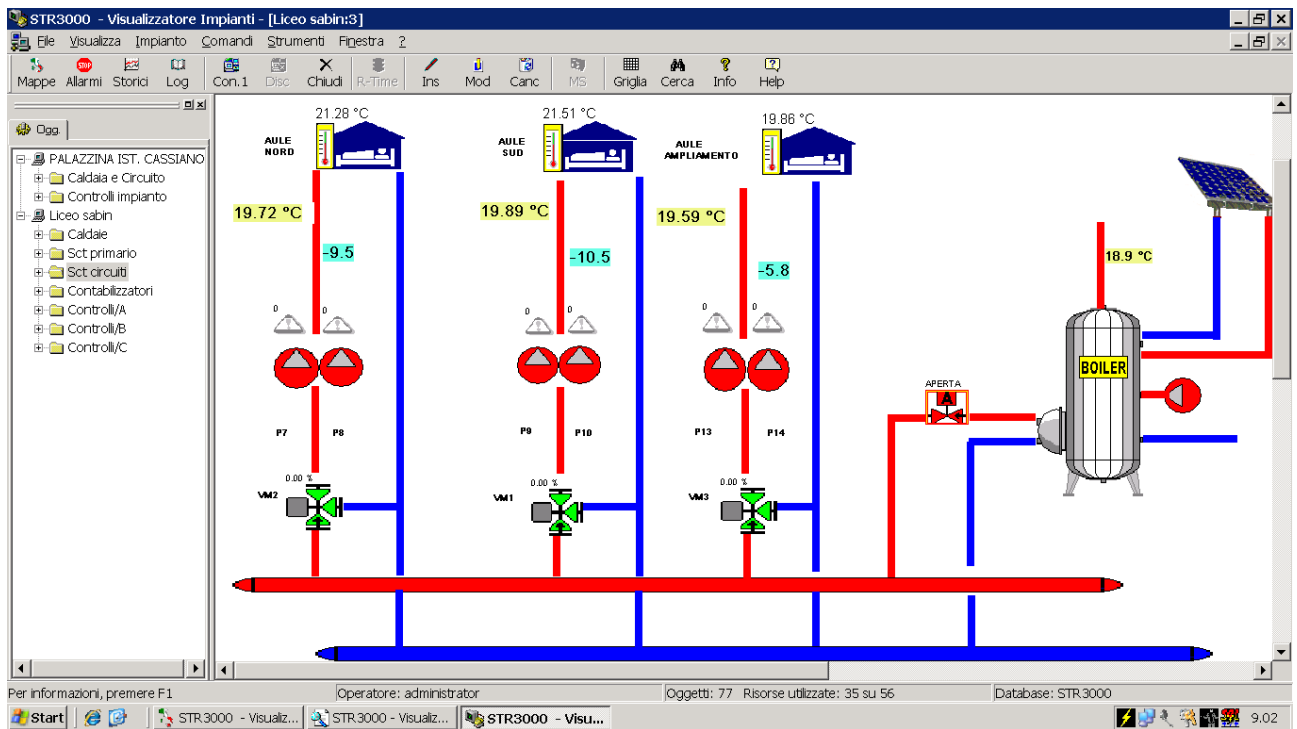 STR3000 - Visualizzatore Impianti - [Liceo sabin:3]
File Visualizza Impianto Comandi Strumenti Finestra ?
Mappe Allarmi Storici Log Con.1 Disc Chiudi R-Time Ins Mod Canc MS Griglia Cerca Info Help
Ogg.
PALAZZINA IST. CASSIANO
Caldaia e Circuito
Controlli impianto
Liceo sabin
Caldaie
Sct primario
Sct circuiti
Contabilizzatori
Controlli/A
Controlli/B
Controlli/C
21.28 °C
21.51 °C
19.86 °C
AULE
NORD
AULE
SUD
AULE
AMPLIAMENTO
19.72 °C
19.89 °C
19.59 °C
18.9 °C
-9.5
-10.5
-5.8
0 0
0 0
0 0
BOILER
APERTA
A
P7 P8
P9 P10
P13 P14
0.00 %
0.00 %
0.00 %
VM2
VM1
VM3
Per informazioni, premere F1
Operatore: administrator
Oggetti: 77 Risorse utilizzate: 35 su 56
Database: STR3000
Start
STR3000 - Visualiz...
STR3000 - Visualiz...
STR3000 - Visu...
9.02